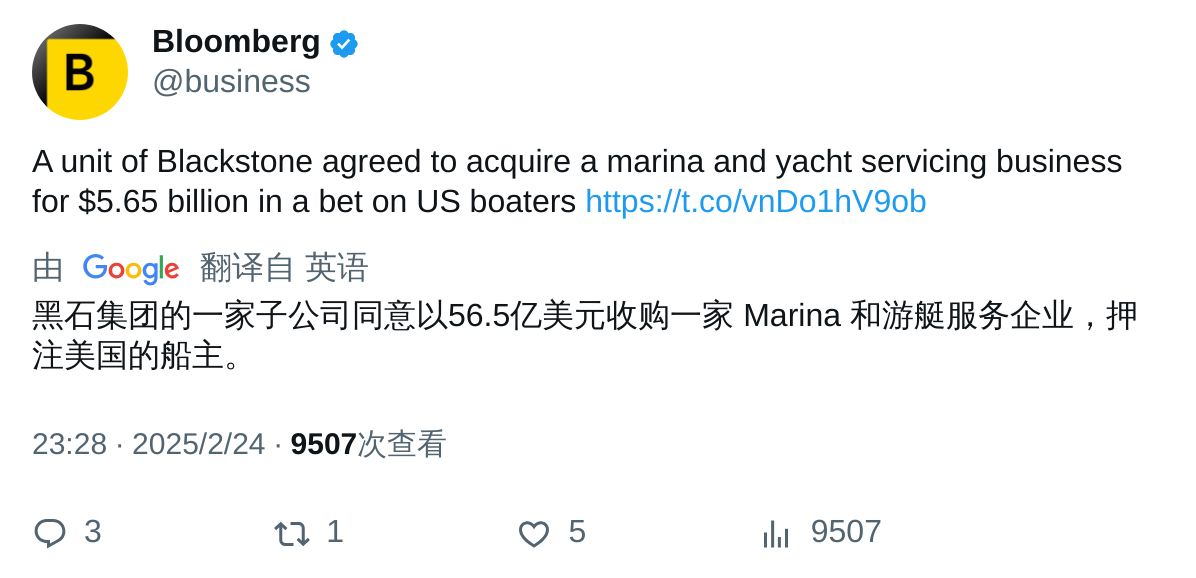 B
Bloomberg
@business
A unit of Blackstone agreed to acquire a marina and yacht servicing business
for $5.65 billion in a bet on US boaters https://t.co/vnDo1hV9ob
由 Google 翻译自 英语
黑石集团的一家子公司同意以56.5亿美元收购一家 Marina 和游艇服务企业，押
注美国的船主。
23:28 · 2025/2/24 · 9507次查看
3 1 5 9507